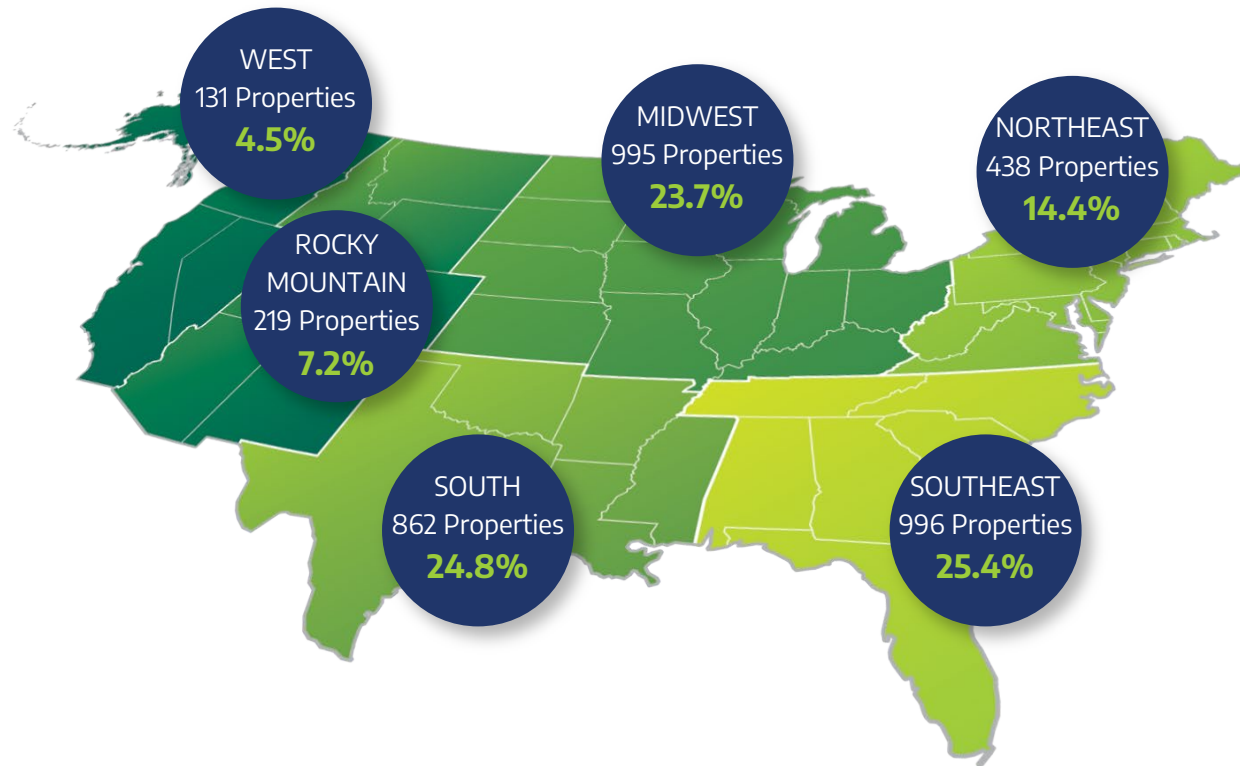 WEST
131 Properties
4.5%
MIDWEST
995 Properties
23.7%
NORTHEAST
438 Properties
14.4%
ROCKY
MOUNTAIN
219 Properties
7.2%
SOUTH
862 Properties
24.8%
SOUTHEAST
996 Properties
25.4%